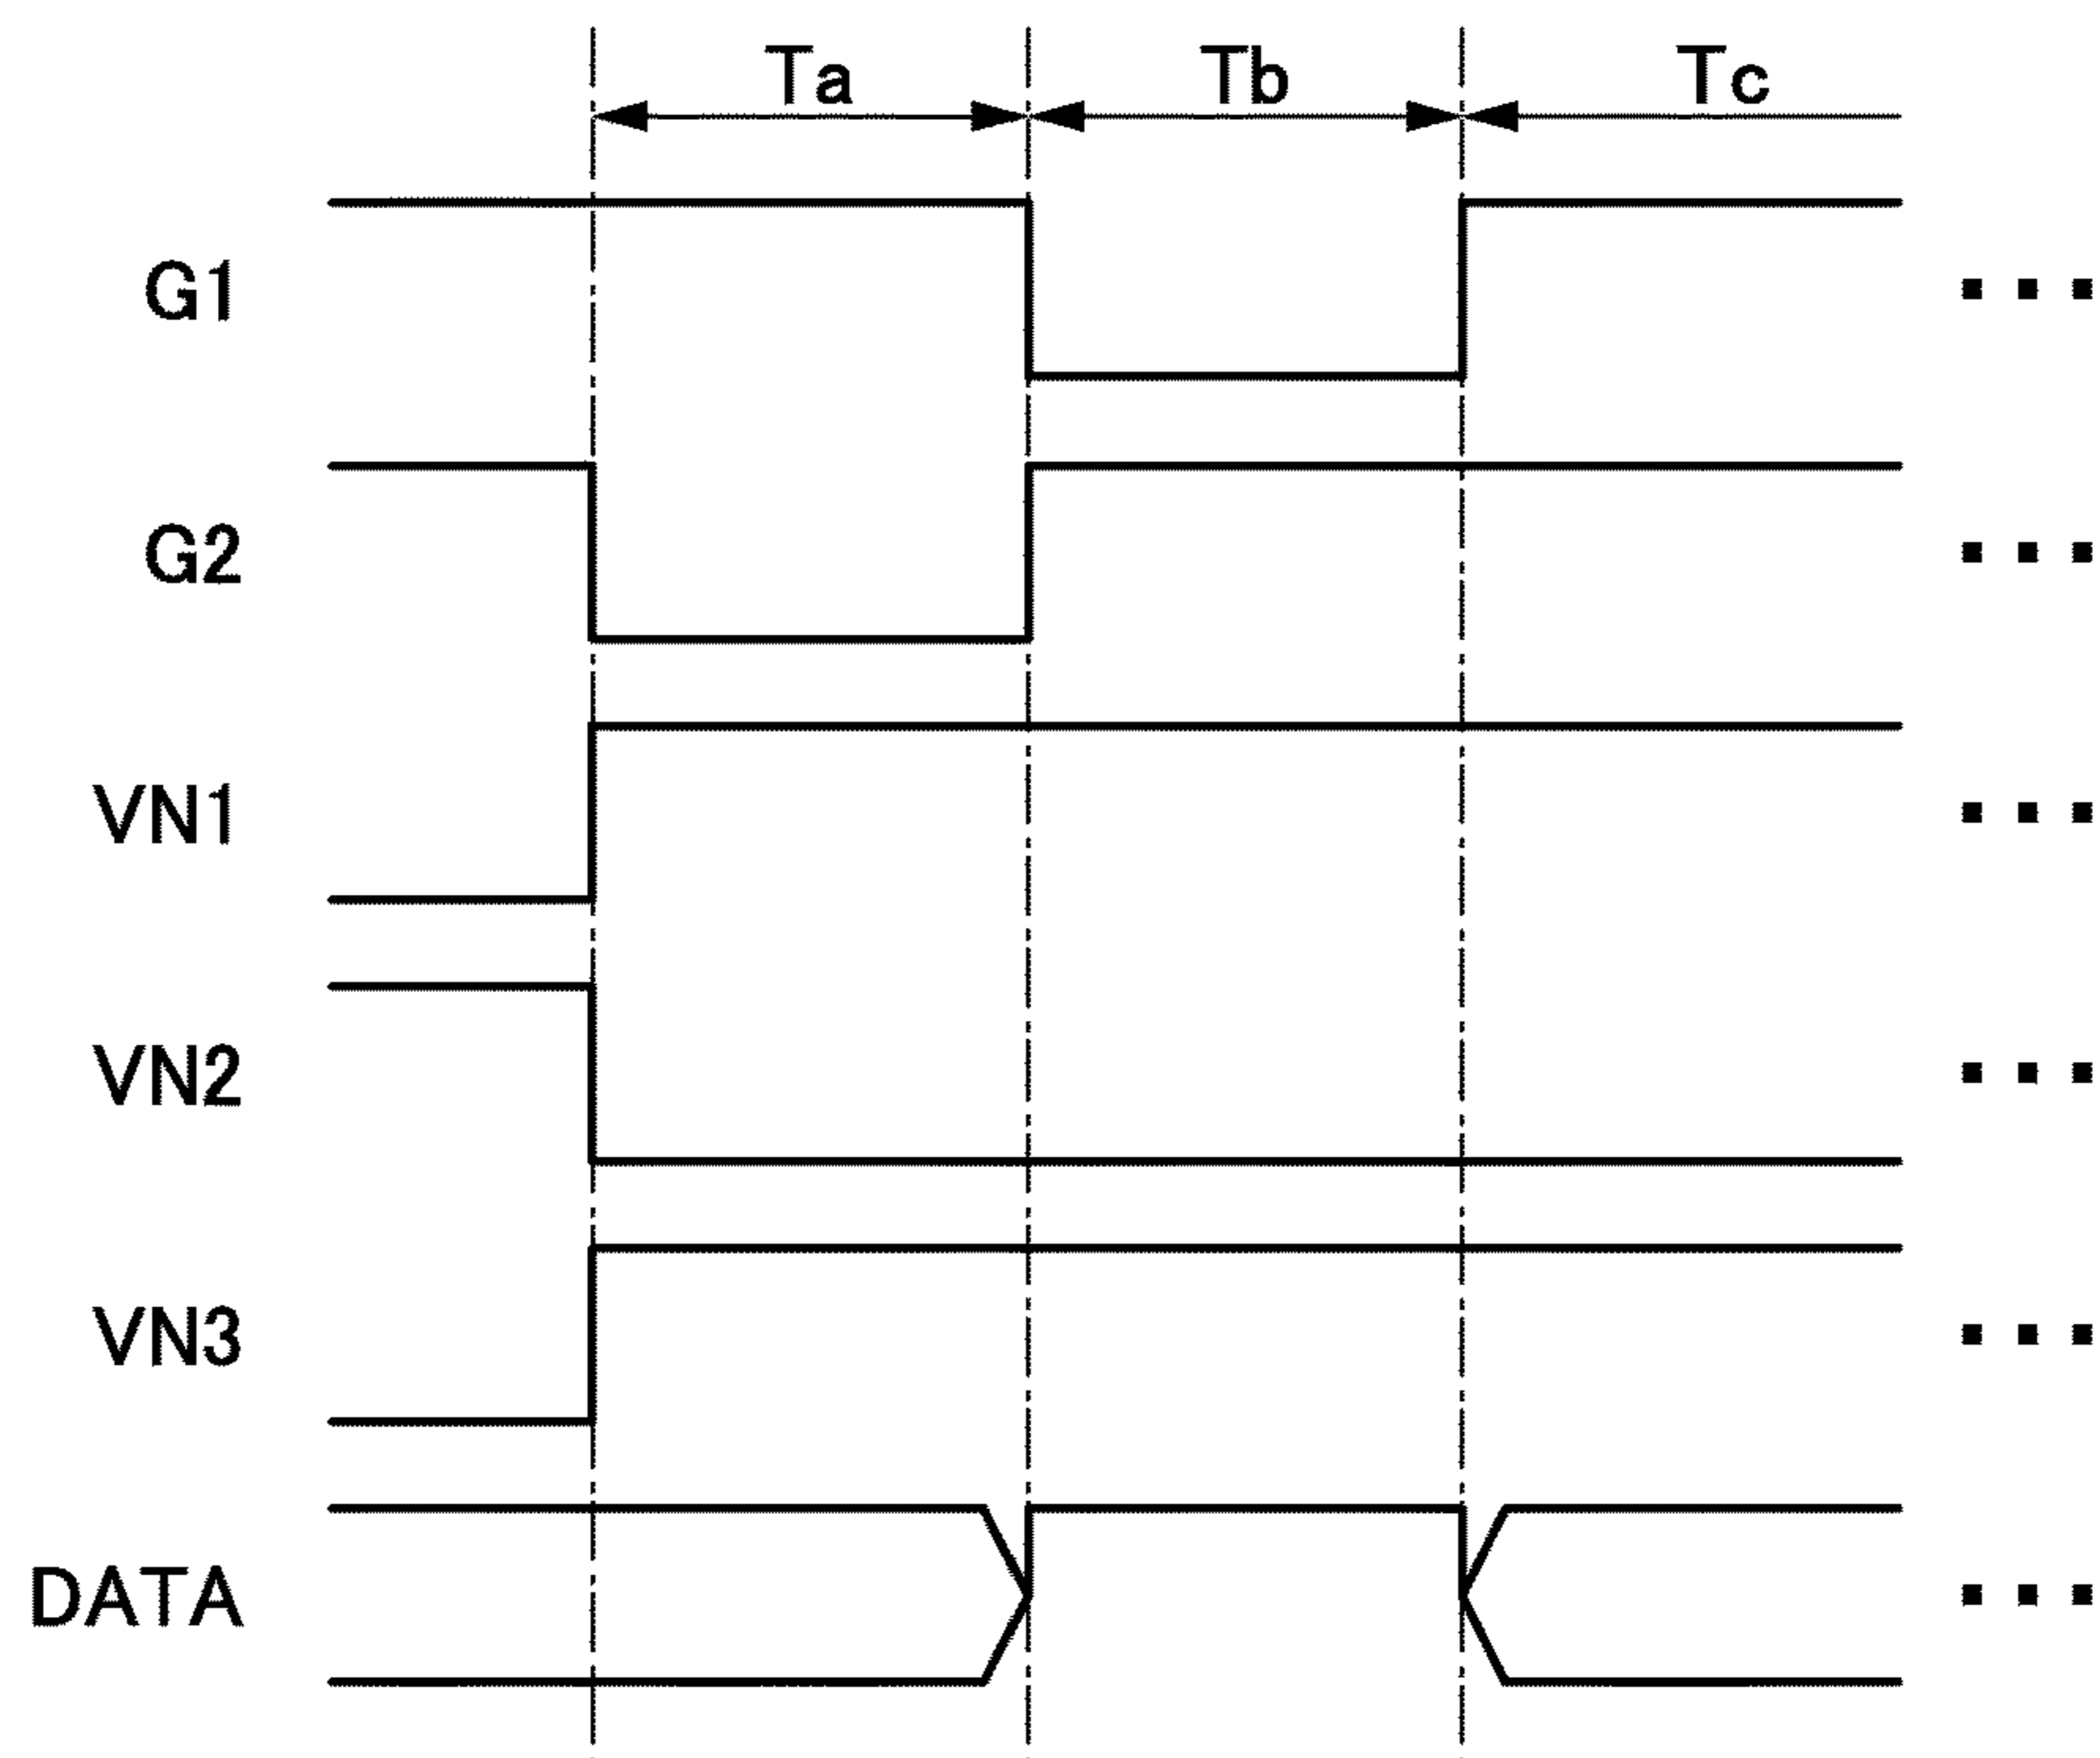 Ta Tb Tc
G1
G2
VN1
VN2
VN3
DATA